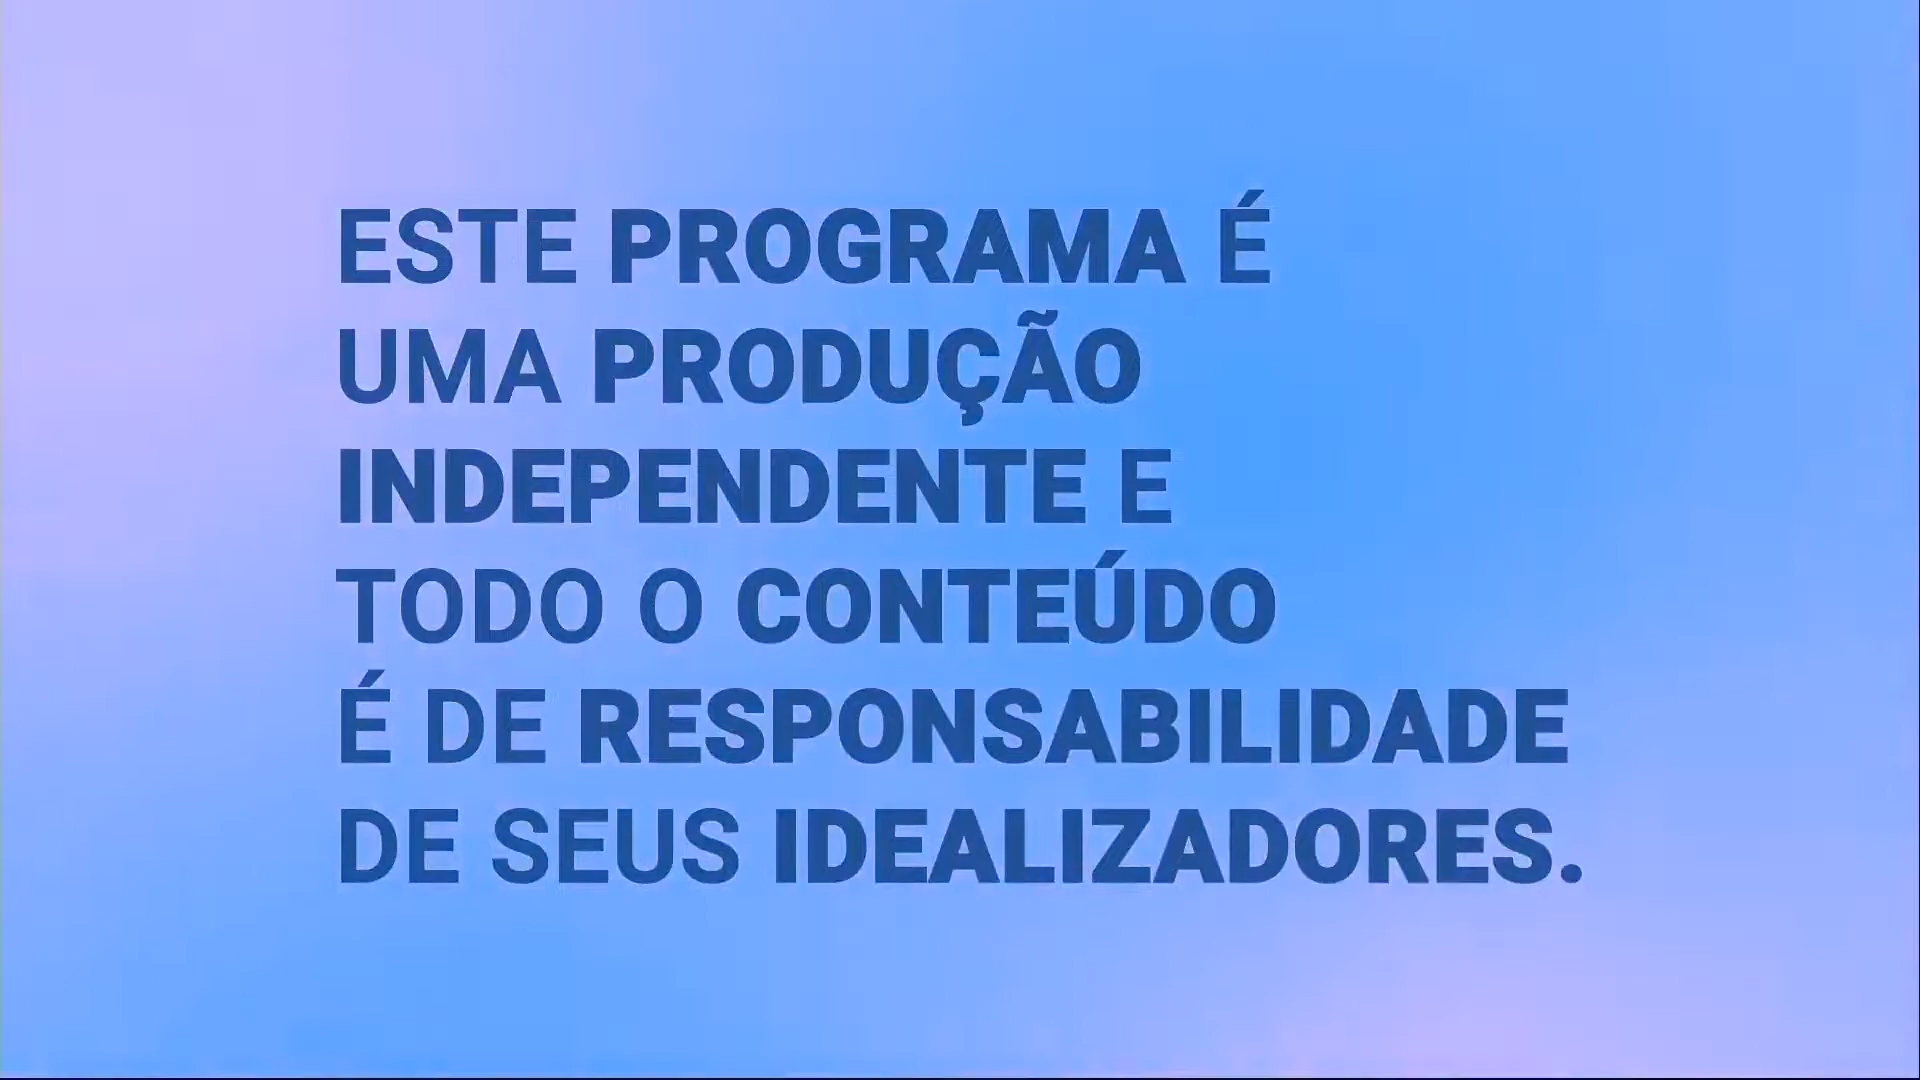 ESTE PROGRAMA É
UMA PRODUÇÃO
INDEPENDENTE E
TODO O CONTEÚDO
É DE RESPONSABILIDADE
DE SEUS IDEALIZADORES.